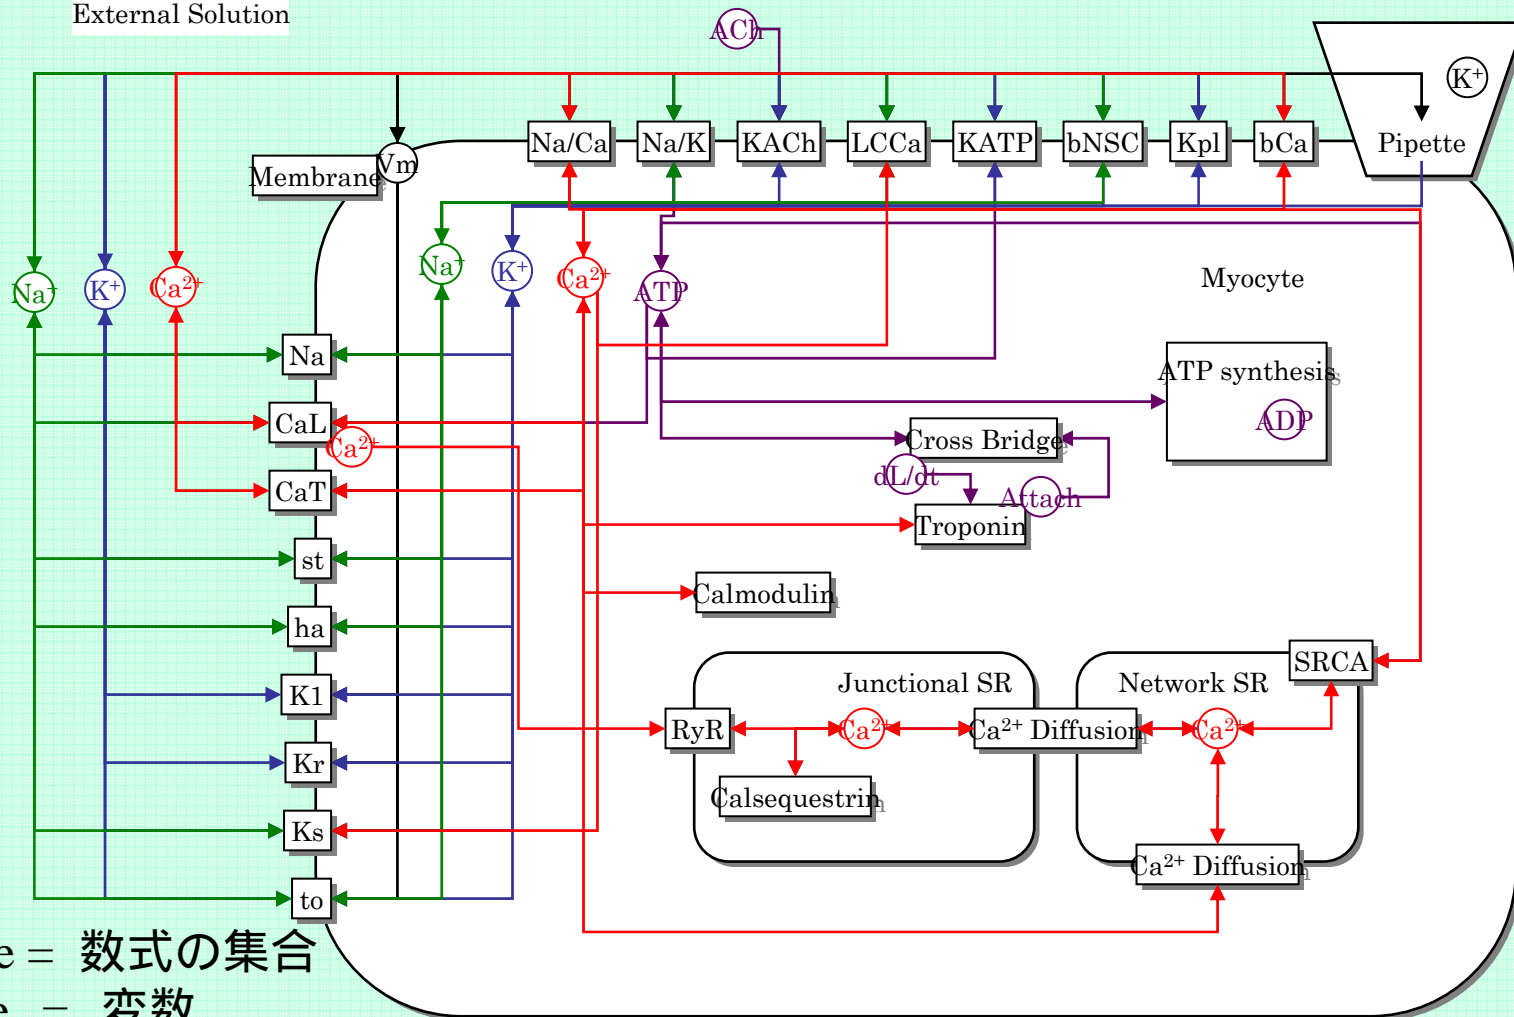 External Solution
ACh
K⁺
Na/Ca
Na/K
KACh
LCCa
KATP
bNSC
Kpl
bCa
Pipette
Vm
Membrane
Na⁺
K⁺
Ca²⁺
Na⁺
K⁺
Ca²⁺
ATP
Myocyte
Na
ATP synthesis
ADP
CaL
Ca²⁺
Cross Bridge
dL/dt
Attach
CaT
Troponin
st
Calmodulin
ha
SRCA
K1
Junctional SR
Network SR
RyR
Ca²⁺
Ca²⁺ Diffusion
Ca²⁺
Kr
Calsequestrin
Ks
Ca²⁺ Diffusion
to
e = 数式の集合
e = 変数